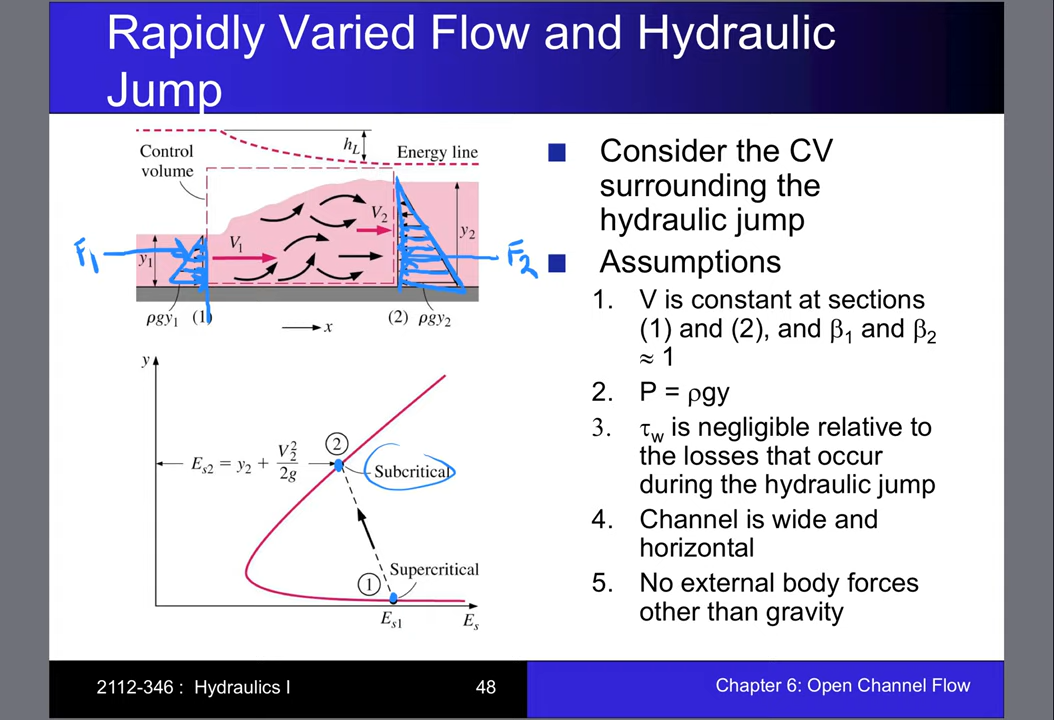 Rapidly Varied Flow and Hydraulic
Jump
Control
volume
h_L
Energy line
V_1
V_2
y_1
y_2
F_1
F_2
ρgy_1
(1)
(2)
ρgy_2
x
y
E_s2 = y_2 + V_2^2/2g
②
Subcritical
①
Supercritical
E_s1
E_s
Consider the CV
surrounding the
hydraulic jump
Assumptions
1. V is constant at sections
(1) and (2), and β_1 and β_2
≈ 1
2. P = ρgy
3. τ_w is negligible relative to
the losses that occur
during the hydraulic jump
4. Channel is wide and
horizontal
5. No external body forces
other than gravity
2112-346 : Hydraulics I
48
Chapter 6: Open Channel Flow